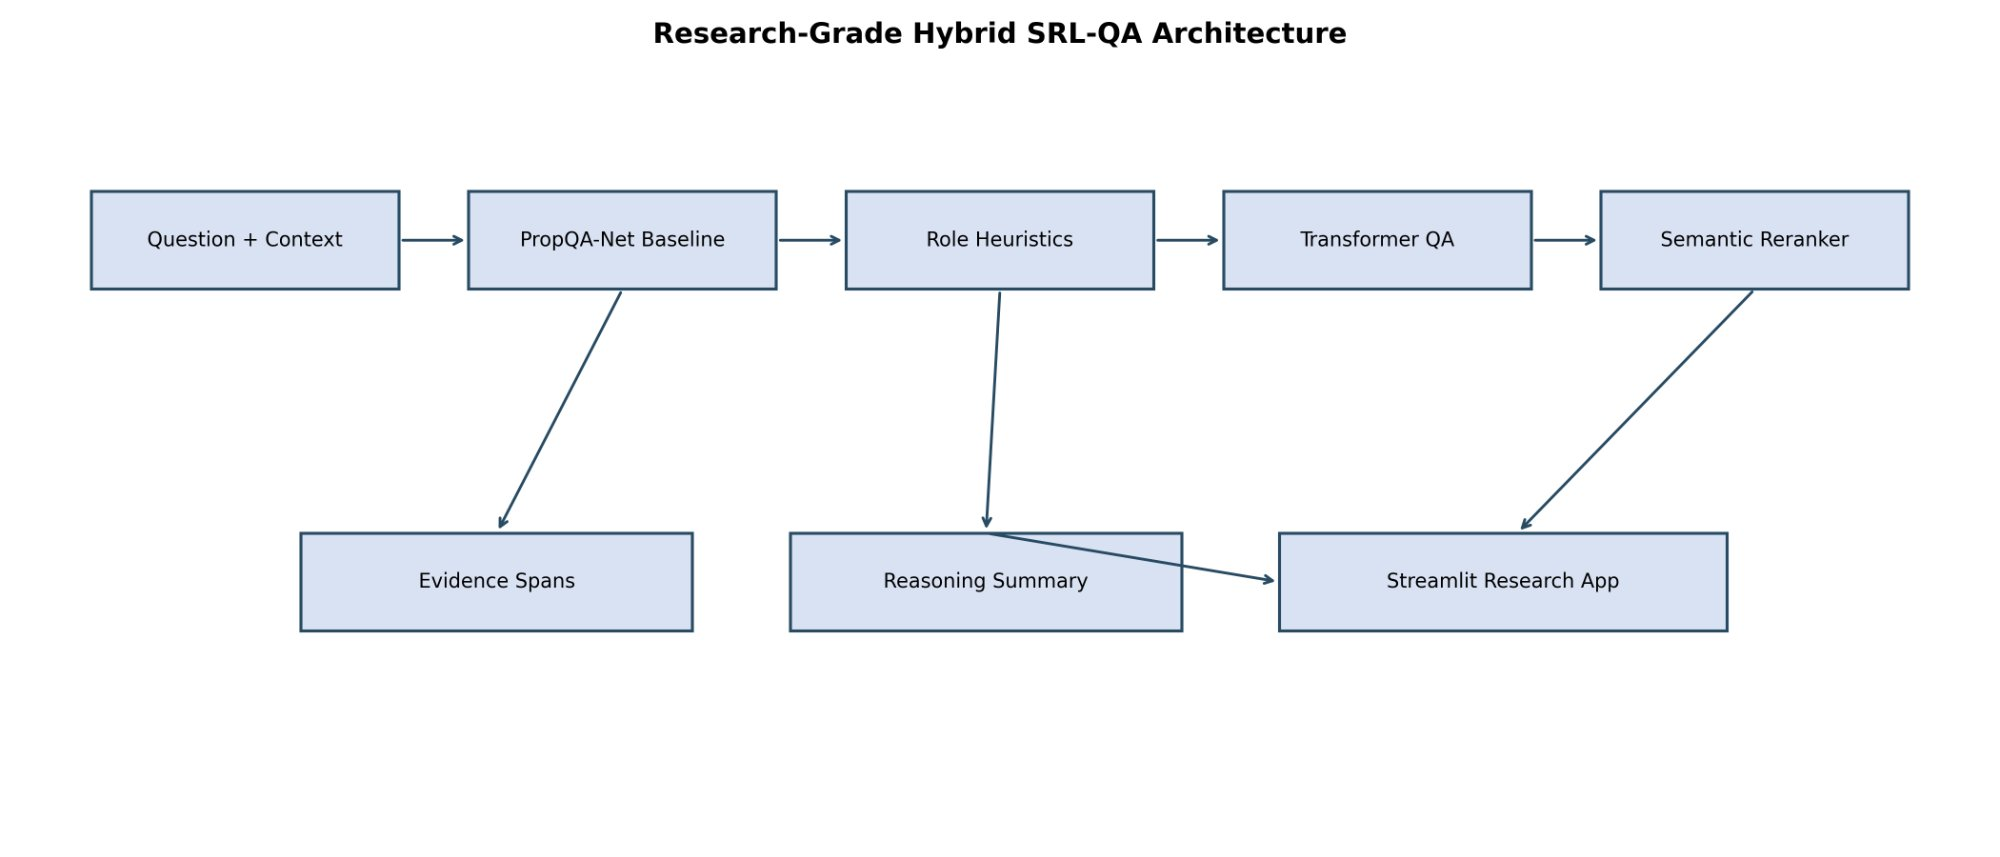 Research-Grade Hybrid SRL-QA Architecture
Question + Context
PropQA-Net Baseline
Role Heuristics
Transformer QA
Semantic Reranker
Evidence Spans
Reasoning Summary
Streamlit Research App